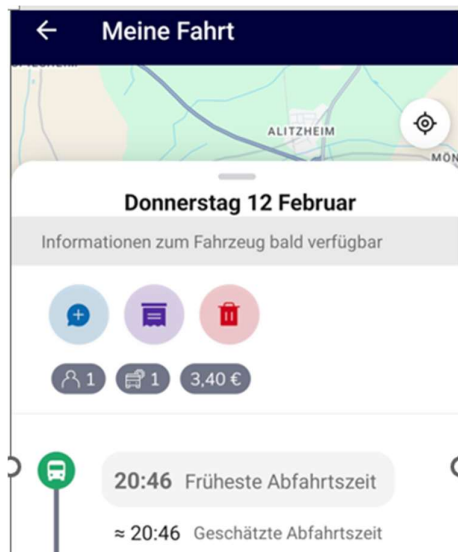 Meine Fahrt
ALITZHEIM
MÖN
Donnerstag 12 Februar
Informationen zum Fahrzeug bald verfügbar
1
1
3,40 €
20:46 Früheste Abfahrtszeit
≈ 20:46 Geschätzte Abfahrtszeit